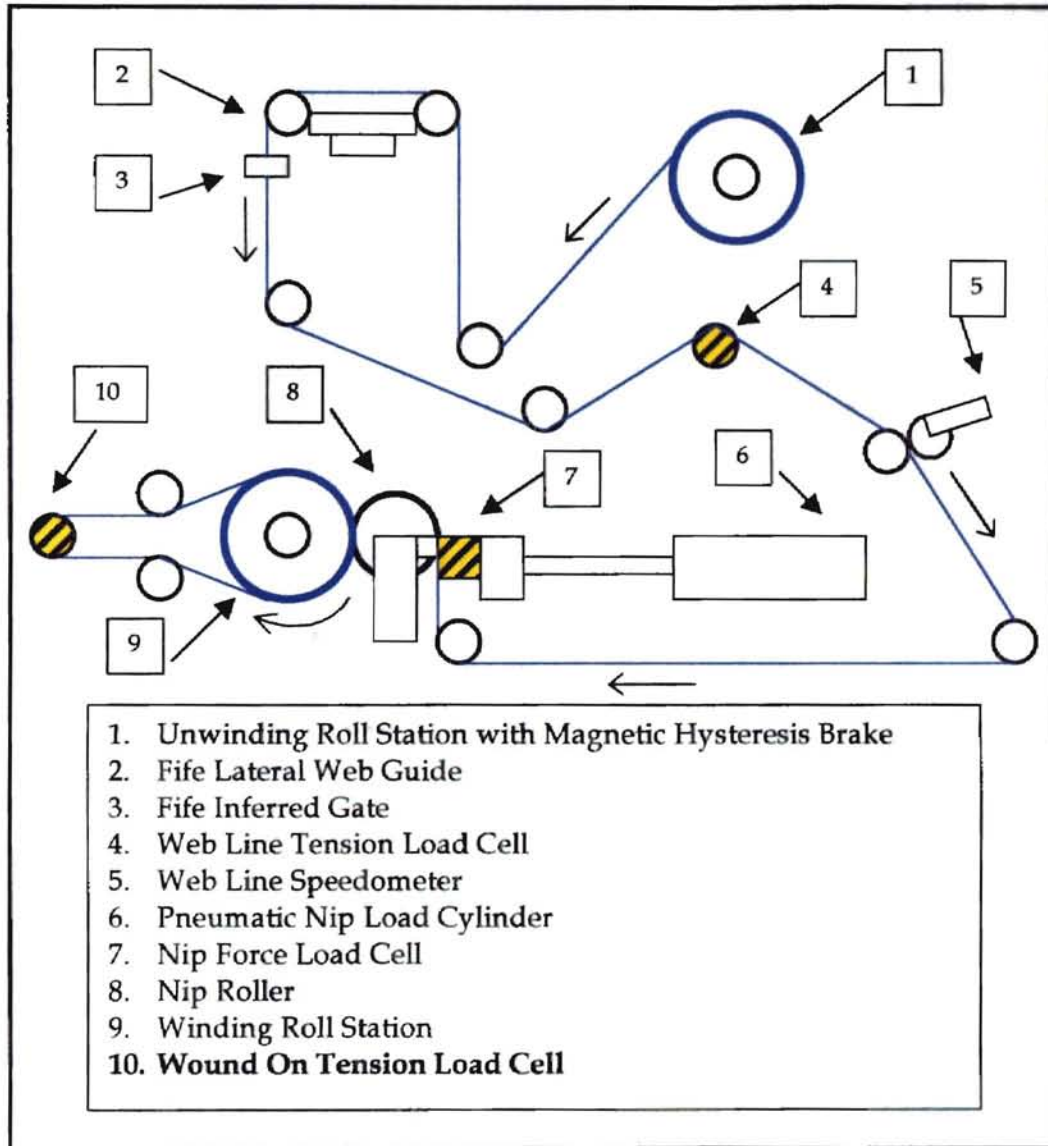 2
1
3
4
5
10
8
7
6
9
1. Unwinding Roll Station with Magnetic Hysteresis Brake
2. Fife Lateral Web Guide
3. Fife Inferred Gate
4. Web Line Tension Load Cell
5. Web Line Speedometer
6. Pneumatic Nip Load Cylinder
7. Nip Force Load Cell
8. Nip Roller
9. Winding Roll Station
10. Wound On Tension Load Cell